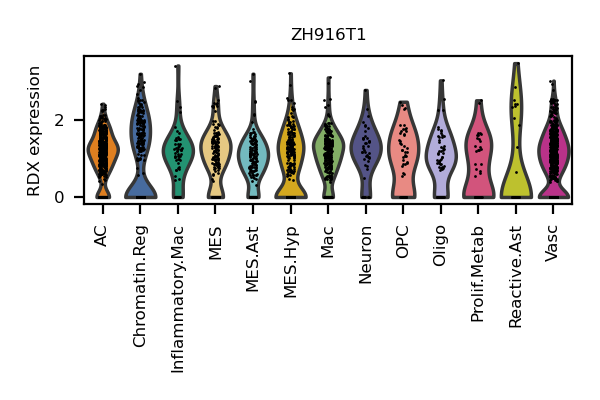 ZH916T1
RDX expression
2
0
AC
Chromatin.Reg
Inflammatory.Mac
MES
MES.Ast
MES.Hyp
Mac
Neuron
OPC
Oligo
Prolif.Metab
Reactive.Ast
Vasc